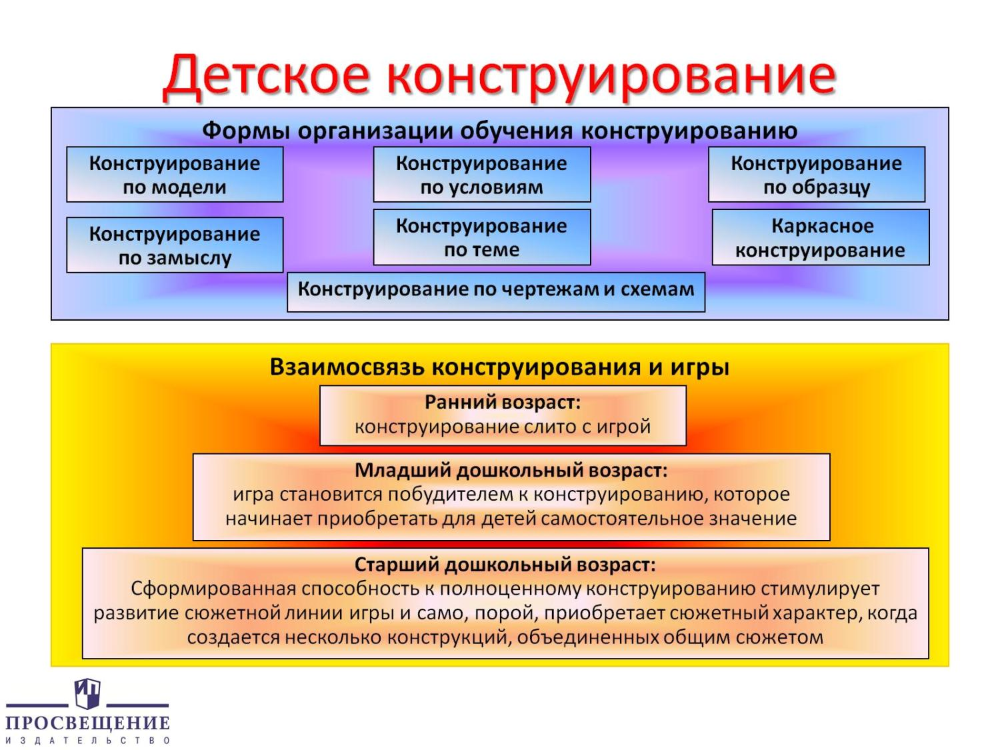 Детское конструирование
Формы организации обучения конструированию
Конструирование
по модели
Конструирование
по условиям
Конструирование
по образцу
Конструирование
по замыслу
Конструирование
по теме
Каркасное
конструирование
Конструирование по чертежам и схемам
Взаимосвязь конструирования и игры
Ранний возраст:
конструирование слито с игрой
Младший дошкольный возраст:
игра становится побудителем к конструированию, которое
начинает приобретать для детей самостоятельное значение
Старший дошкольный возраст:
Сформированная способность к полноценному конструированию стимулирует
развитие сюжетной линии игры и само, порой, приобретает сюжетный характер, когда
создается несколько конструкций, объединенных общим сюжетом
ИП
ПРОСВЕЩЕНИЕ
ИЗДАТЕЛЬСТВО